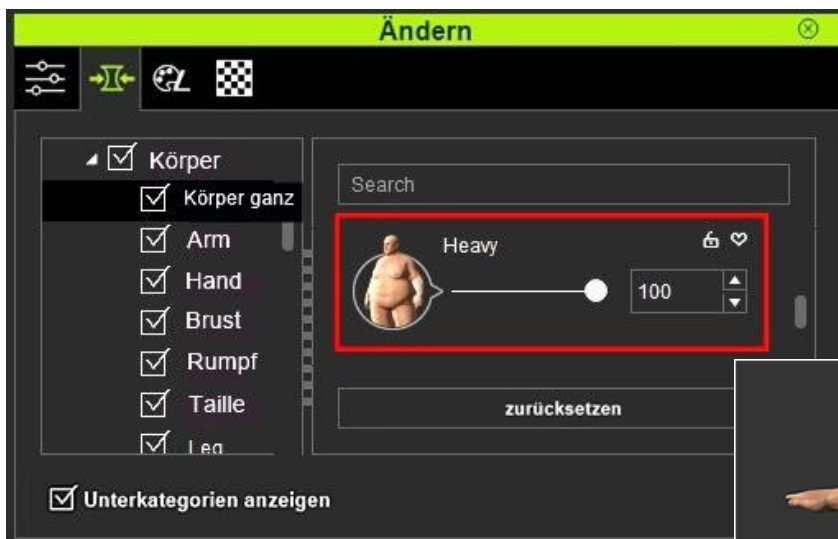 Ändern
Körper
Körper ganz
Arm
Hand
Brust
Rumpf
Taille
Leg
Unterkategorien anzeigen
Search
Heavy
100
zurücksetzen